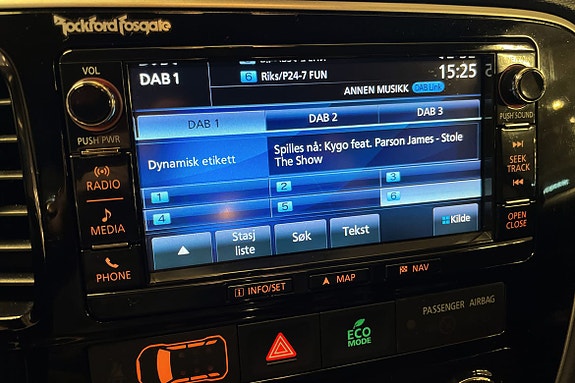 Rockford Fosgate
VOL
PUSH PWR
RADIO
MEDIA
PHONE
DAB 1
6 Riks/P24-7 FUN
15:25
ANNEN MUSIKK DAB Link
DAB 1 DAB 2 DAB 3
Dynamisk etikett
Spilles nå: Kygo feat. Parson James - Stole
The Show
1 2 3
4 5 6
Stasj
liste
Søk
Tekst
Kilde
PUSH SOUND
SEEK
TRACK
OPEN
CLOSE
i INFO/SET
MAP
NAV
ECO
MODE
PASSENGER AIRBAG